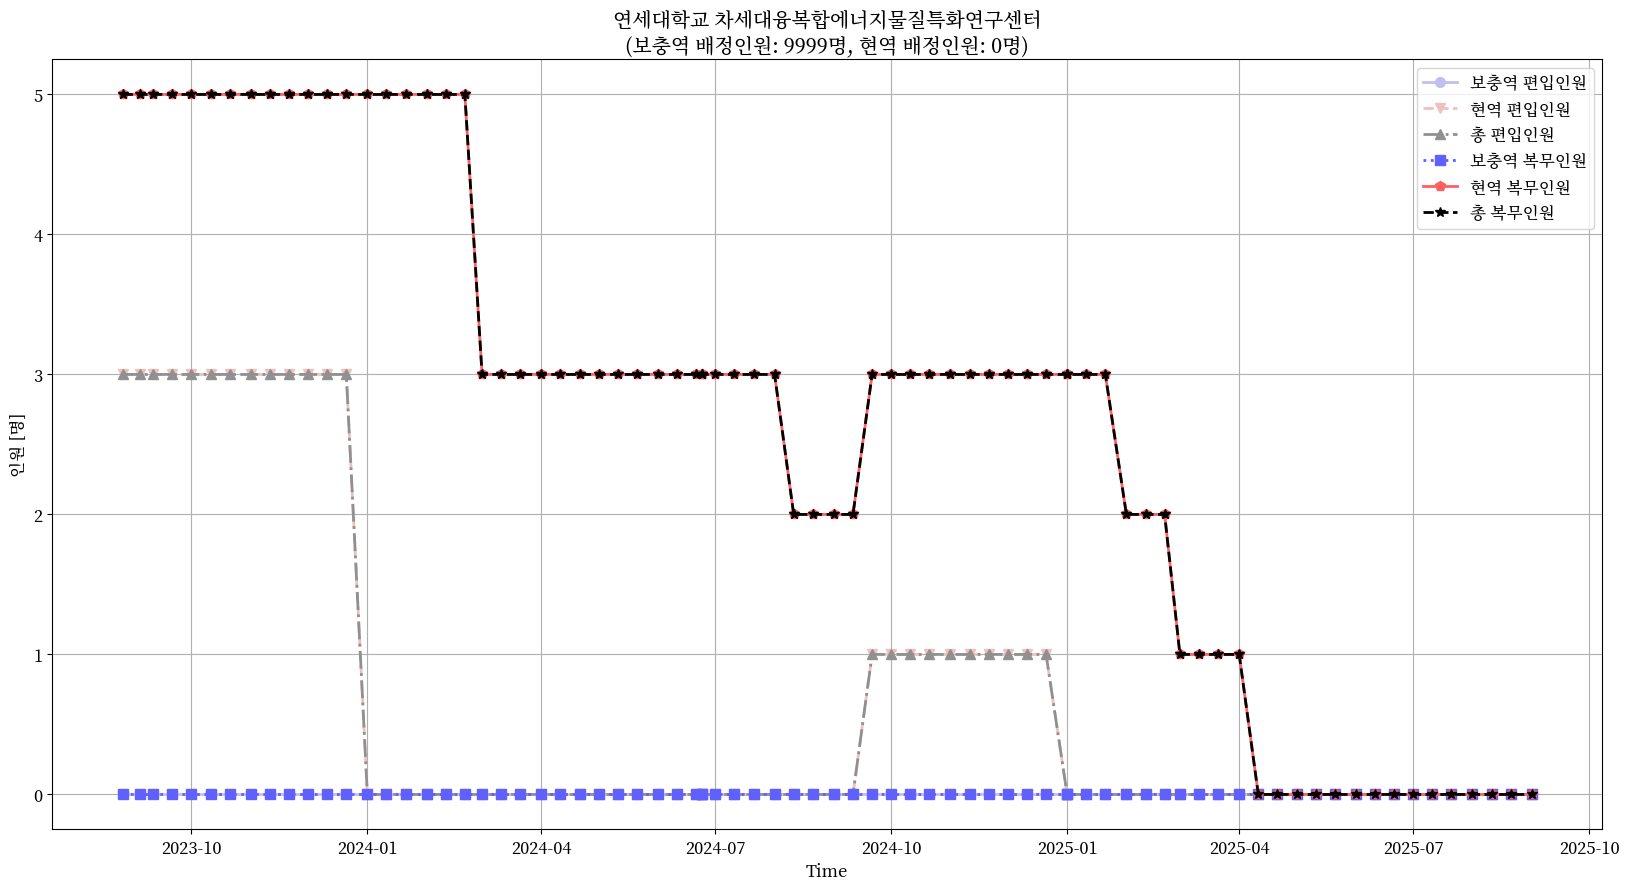 연세대학교 차세대융복합에너지물질특화연구센터
(보충역 배정인원: 9999명, 현역 배정인원: 0명)
보충역 편입인원
현역 편입인원
총 편입인원
보충역 복무인원
현역 복무인원
총 복무인원
인원 [명]
5
4
3
2
1
0
2023-10
2024-01
2024-04
2024-07
2024-10
2025-01
2025-04
2025-07
2025-10
Time